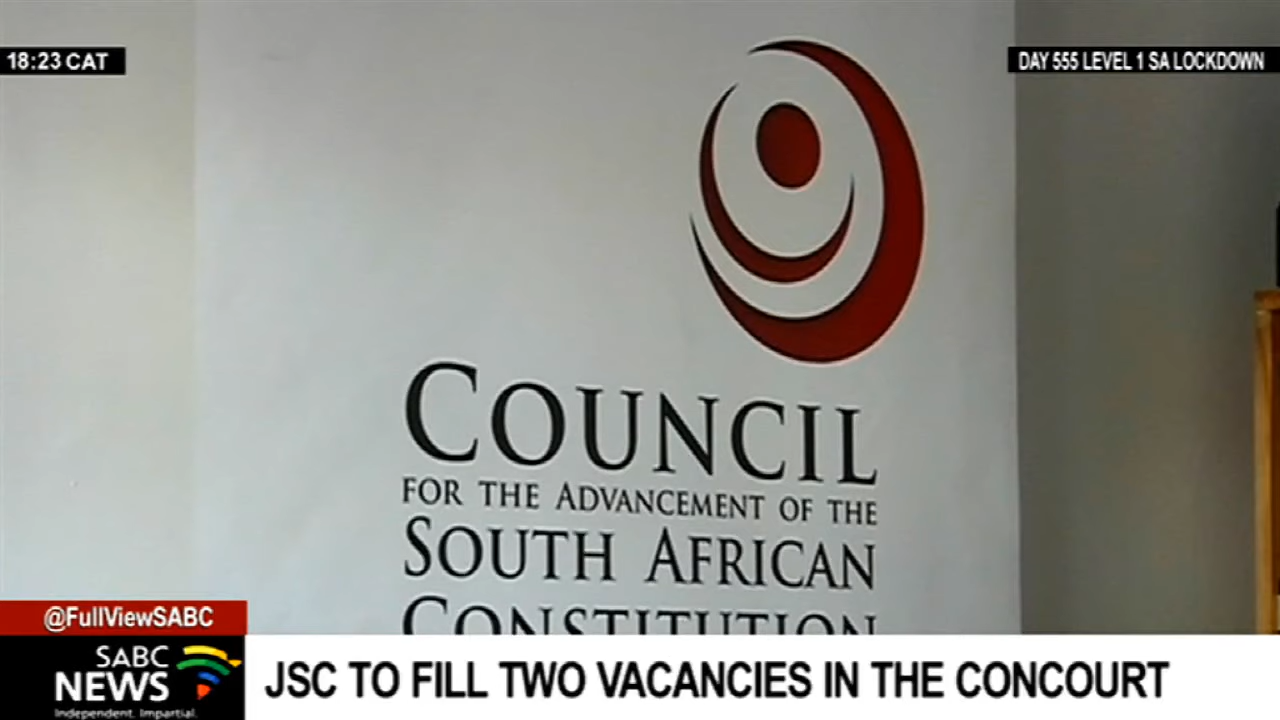 18:23 CAT
DAY 555 LEVEL 1 SA LOCKDOWN
COUNCIL
FOR THE ADVANCEMENT OF THE
SOUTH AFRICAN
CONSTITUTION
@FullViewSABC
SABC
NEWS
Independent. Impartial.
JSC TO FILL TWO VACANCIES IN THE CONCOURT